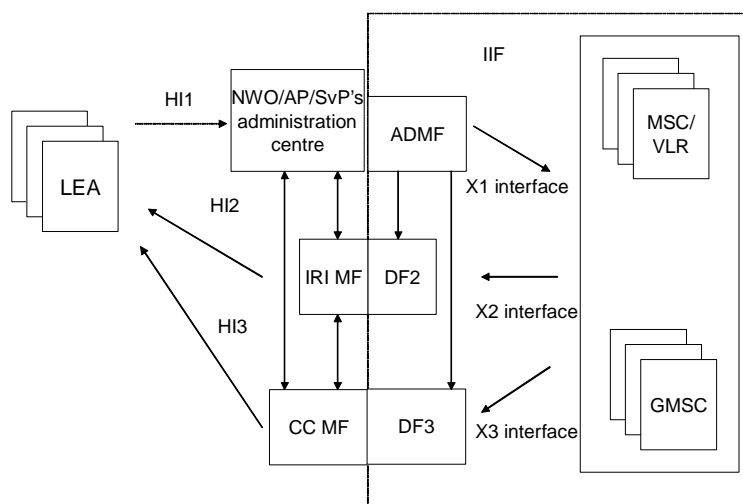 IIF
HI1
NWO/AP/SvP's
administration
centre
ADMF
MSC/
VLR
LEA
X1 interface
HI2
IRI MF
DF2
X2 interface
HI3
CC MF
DF3
X3 interface
GMSC